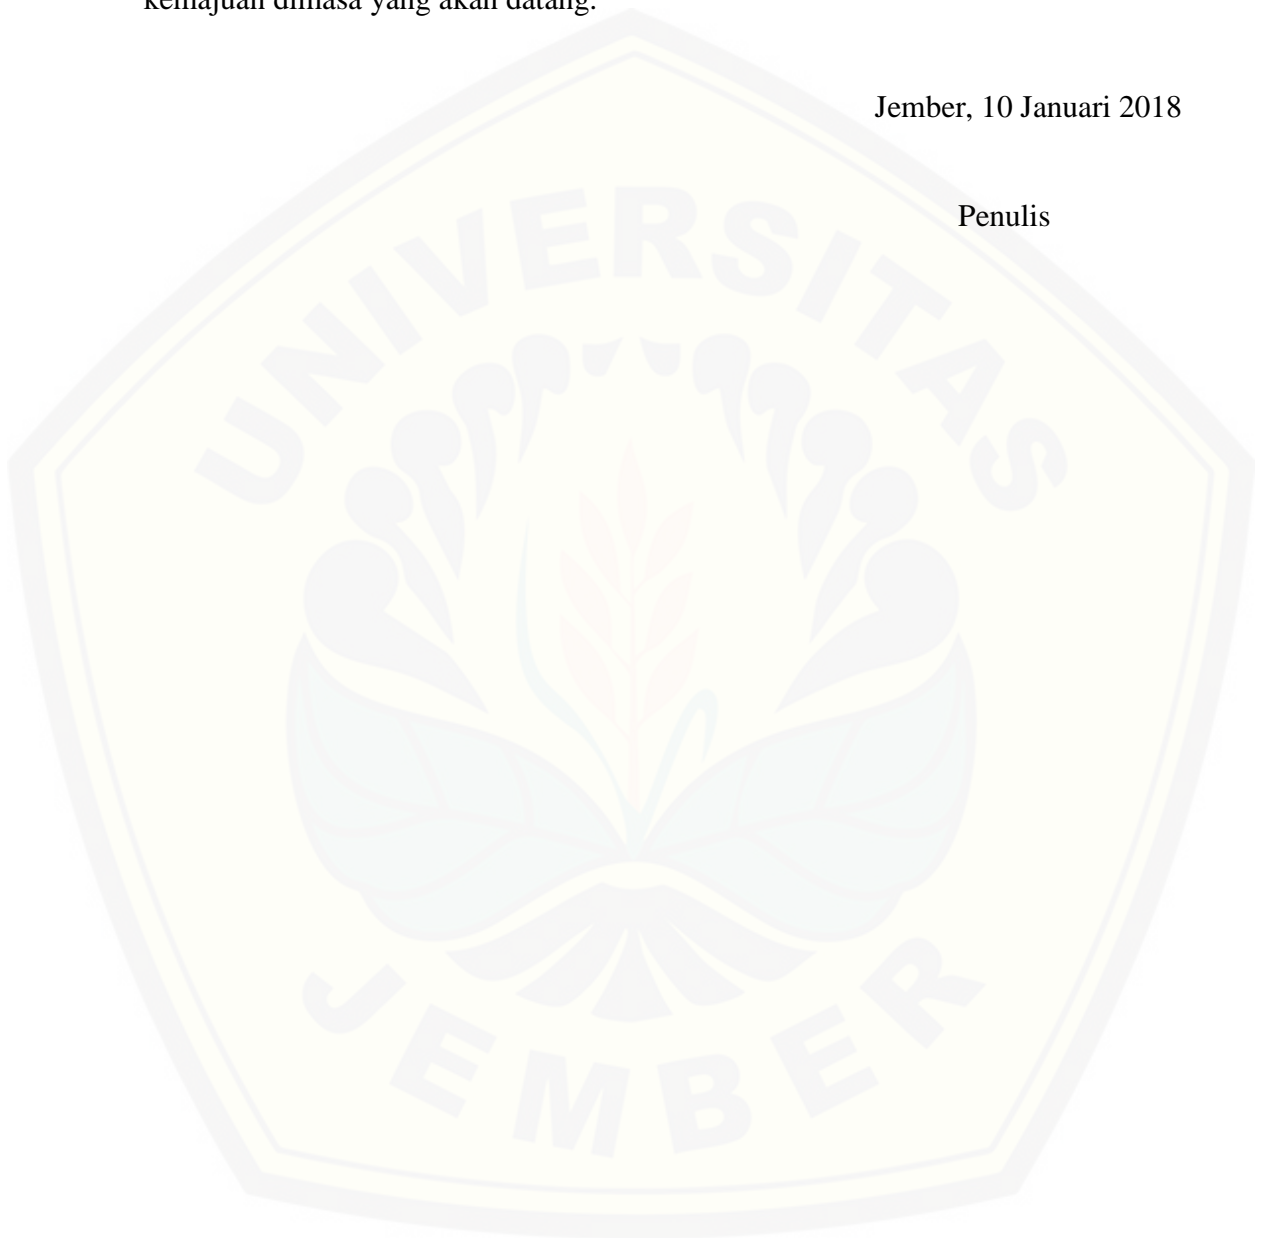 kemajuan dimasa yang akan datang.
Jember, 10 Januari 2018
Penulis
UNIVERSITAS
JEMBER